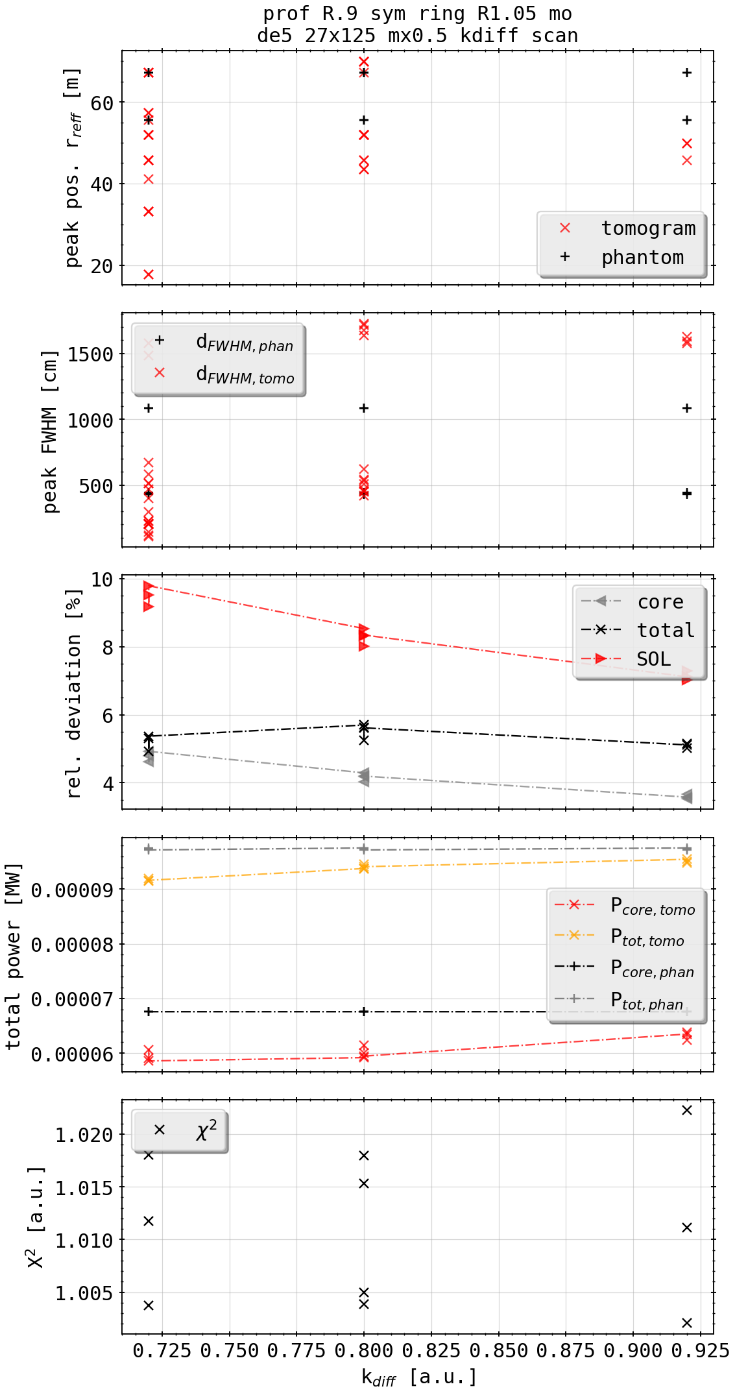 prof R.9 sym ring R1.05 mo
de5 27x125 mx0.5 kdiff scan
peak pos. r_reff [m]
60
40
20
tomogram
phantom
peak FWHM [cm]
1500
1000
500
d_FWHM,phan
d_FWHM,tomo
rel. deviation [%]
10
8
6
4
core
total
SOL
total power [MW]
0.00009
0.00008
0.00007
0.00006
P_core,tomo
P_tot,tomo
P_core,phan
P_tot,phan
X² [a.u.]
1.020
1.015
1.010
1.005
χ²
0.725 0.750 0.775 0.800 0.825 0.850 0.875 0.900 0.925
k_diff [a.u.]